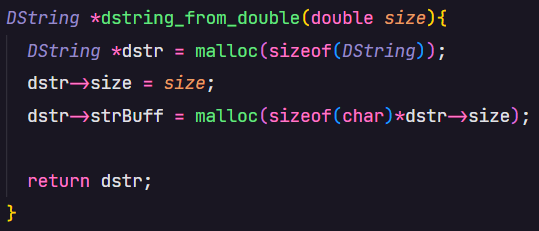 DString *dstring_from_double(double size){
DString *dstr = malloc(sizeof(DString));
dstr->size = size;
dstr->strBuff = malloc(sizeof(char)*dstr->size);
return dstr;
}